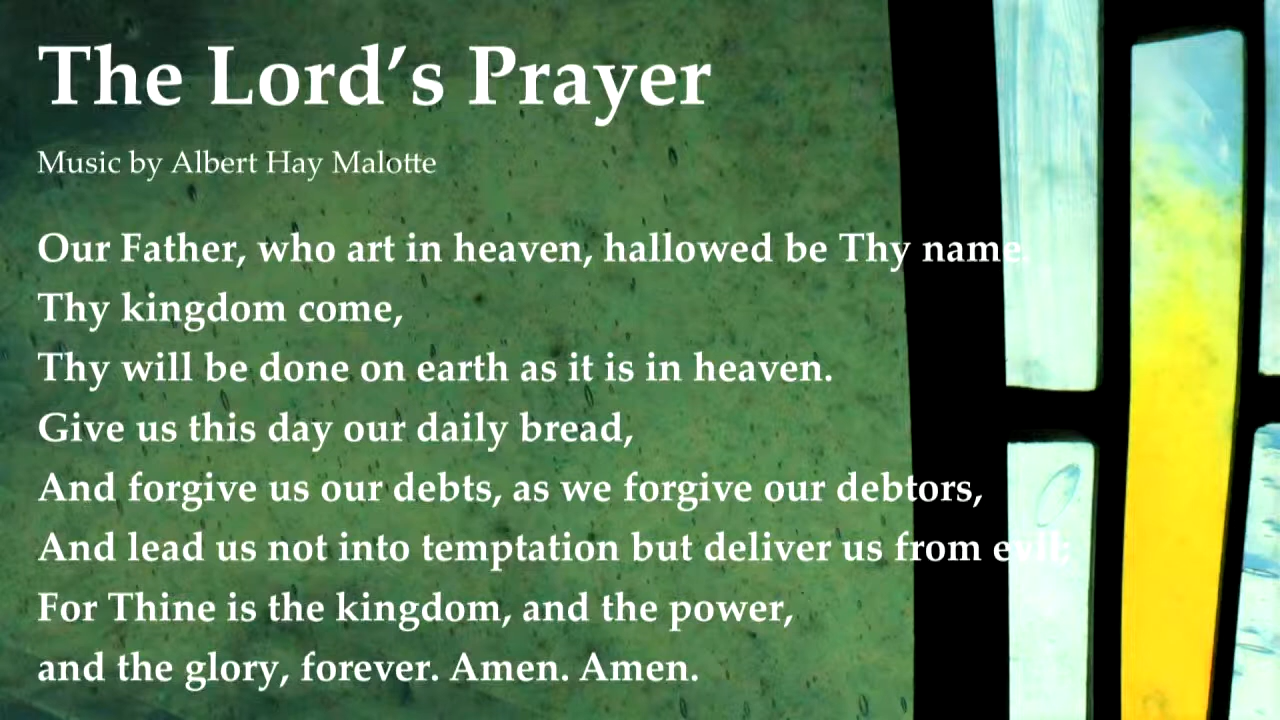 The Lord’s Prayer
Music by Albert Hay Malotte
Our Father, who art in heaven, hallowed be Thy name.
Thy kingdom come,
Thy will be done on earth as it is in heaven.
Give us this day our daily bread,
And forgive us our debts, as we forgive our debtors,
And lead us not into temptation but deliver us from evil;
For Thine is the kingdom, and the power,
and the glory, forever. Amen. Amen.